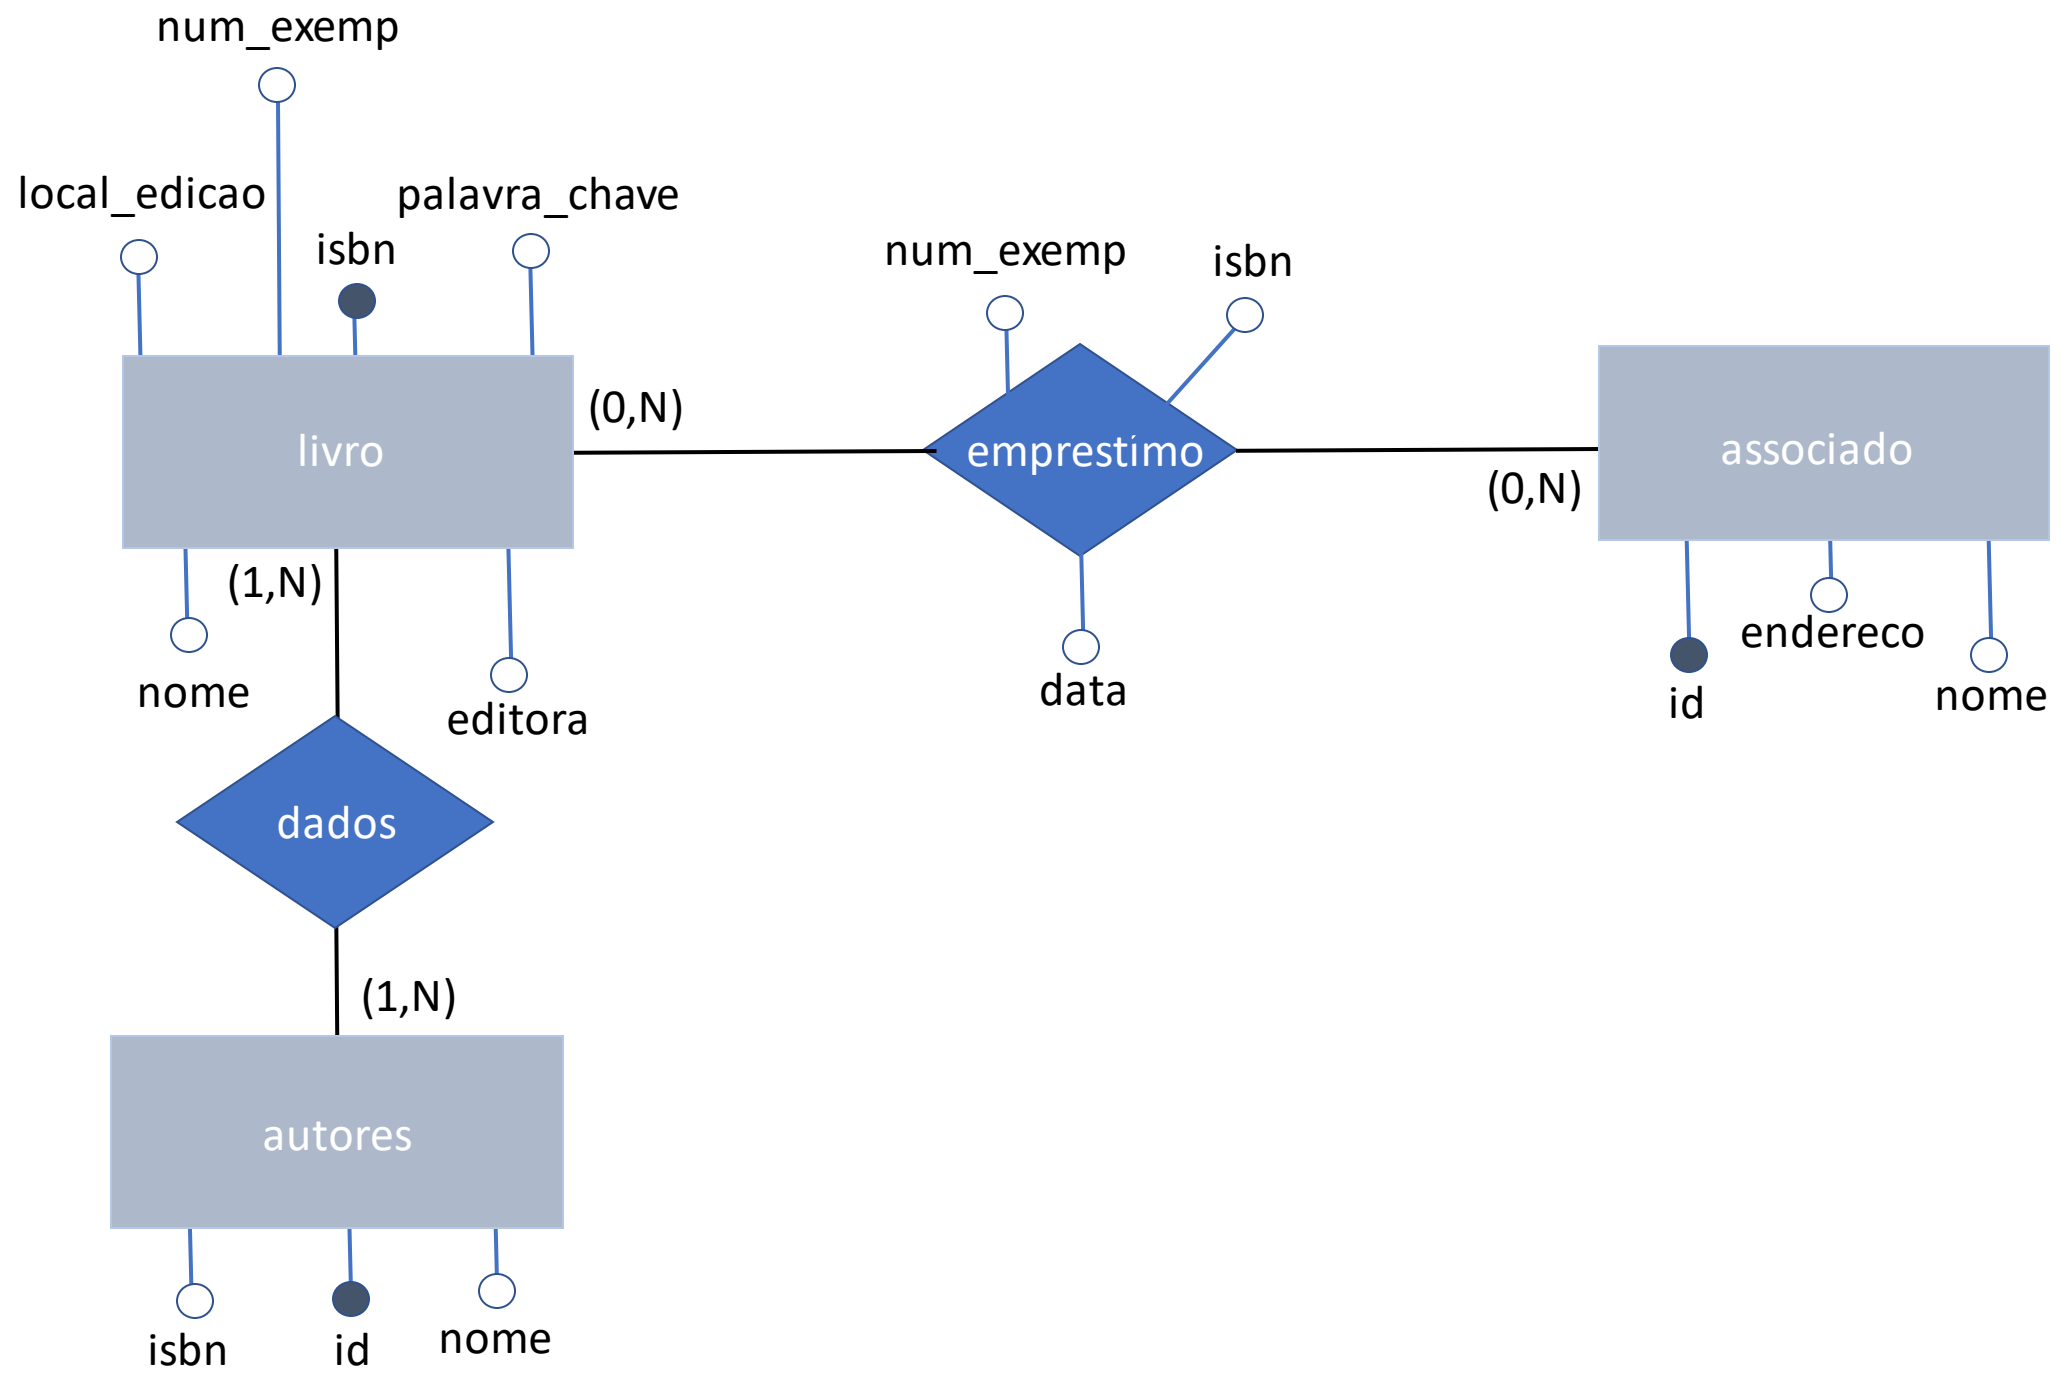 num_exemp
local_edicao
isbn
palavra_chave
num_exemp
isbn
livro
(0,N)
emprestimo
(0,N)
associado
(1,N)
nome
editora
data
id
endereco
nome
dados
(1,N)
autores
isbn
id
nome